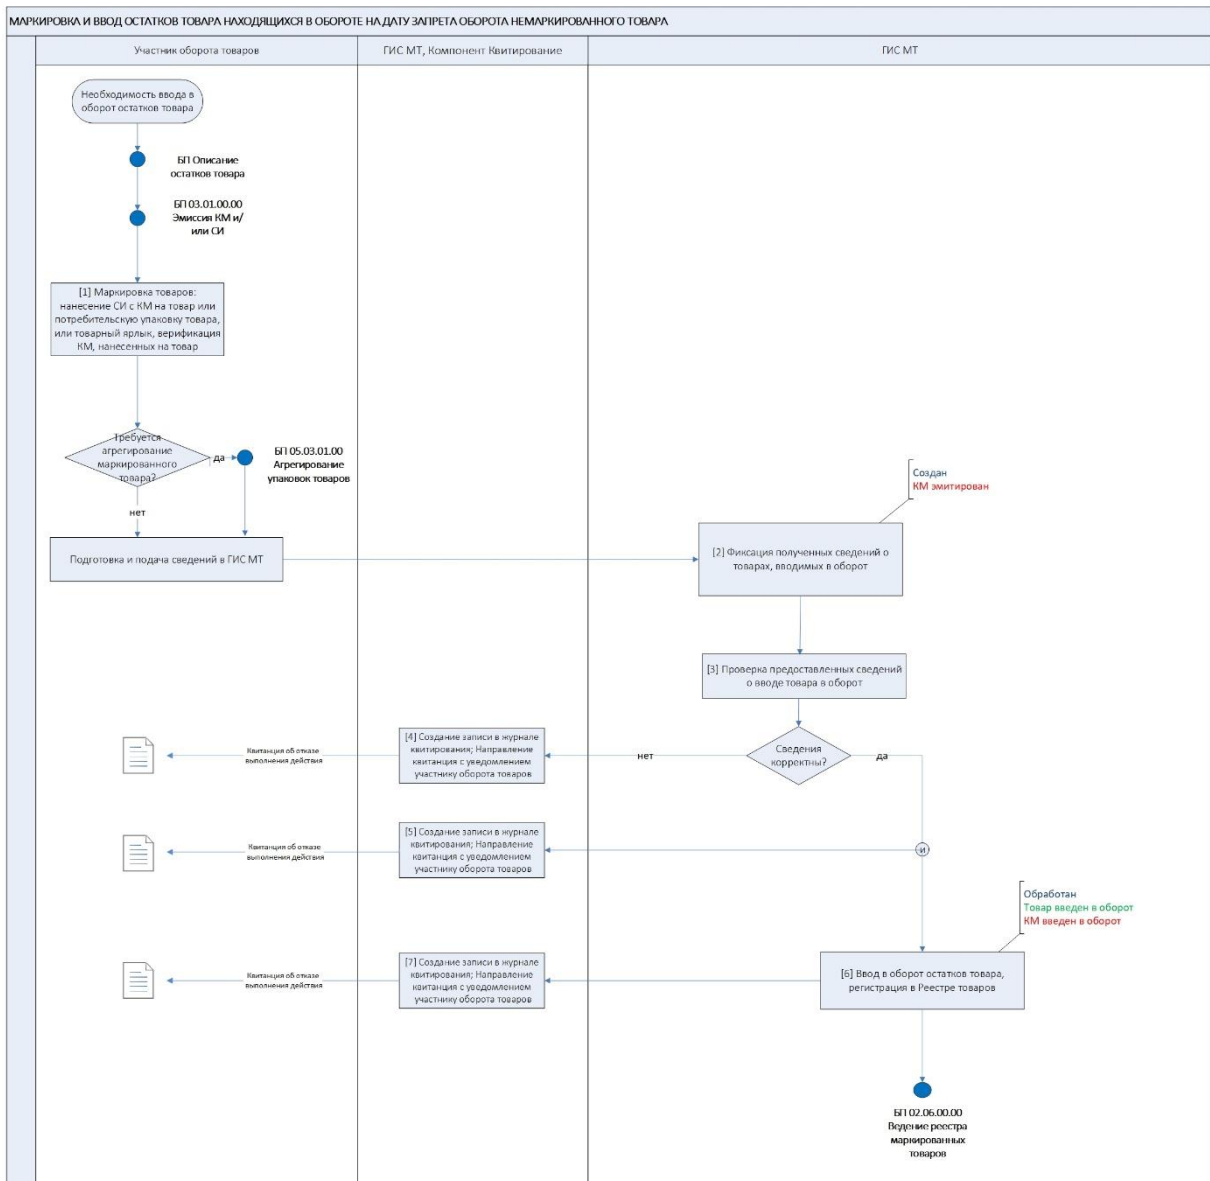 МАРКИРОВКА И ВВОД ОСТАТКОВ ТОВАРА НАХОДЯЩИХСЯ В ОБОРОТЕ НА ДАТУ ЗАПРЕТА ОБОРОТА НЕМАРКИРОВАННОГО ТОВАРА
Участник оборота товаров
ГИС МТ, Компонент Квитирование
ГИС МТ
Необходимость ввода в
оборот остатков товара
БП Описание
остатков товара
БП 03.01.00.00
Эмиссия КМ и/
или СИ
[1] Маркировка товаров:
нанесение СИ с КМ на товар или
потребительскую упаковку товара,
или товарный ярлык, верификация
КМ, нанесенных на товар
Требуется
агрегирование
маркированного
товара?
да
БП 05.03.01.00
Агрегирование
упаковок товаров
нет
Подготовка и подача сведений в ГИС МТ
Создан
КМ эмитирован
[2] Фиксация полученных сведений о
товарах, вводимых в оборот
[3] Проверка предоставленных сведений
о вводе товара в оборот
Сведения
корректны?
нет
да
[4] Создание записи в журнале
квитирования; Направление
квитанция с уведомлением
участнику оборота товаров
Квитанция об отказе
выполнения действия
и
[5] Создание записи в журнале
квитирования; Направление
квитанция с уведомлением
участнику оборота товаров
Квитанция об отказе
выполнения действия
Обработан
Товар введен в оборот
КМ введен в оборот
[6] Ввод в оборот остатков товара,
регистрация в Реестре товаров
[7] Создание записи в журнале
квитирования; Направление
квитанция с уведомлением
участнику оборота товаров
Квитанция об отказе
выполнения действия
БП 02.06.00.00
Ведение реестра
маркированных
товаров